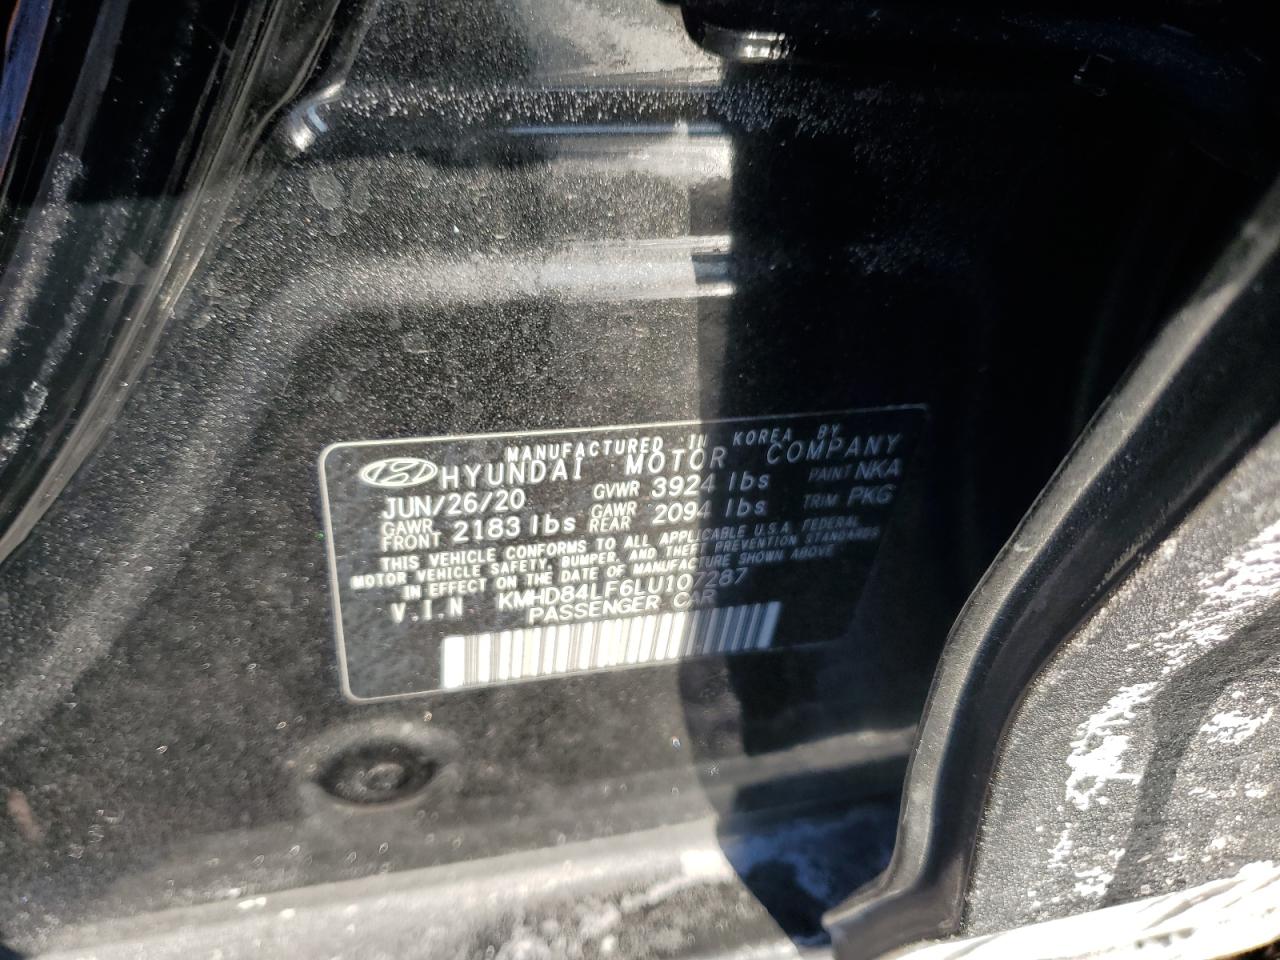 MANUFACTURED IN KOREA BY
HYUNDAI MOTOR COMPANY
JUN/26/20 GVWR 3924 lbs PAINT NKA
GAWR FRONT 2183 lbs GAWR REAR 2094 lbs TRIM PKG
THIS VEHICLE CONFORMS TO ALL APPLICABLE U.S.A. FEDERAL
MOTOR VEHICLE SAFETY, BUMPER, AND THEFT PREVENTION STANDARDS
IN EFFECT ON THE DATE OF MANUFACTURE SHOWN ABOVE
V.I.N KMHD84LF6LU107287
PASSENGER CAR